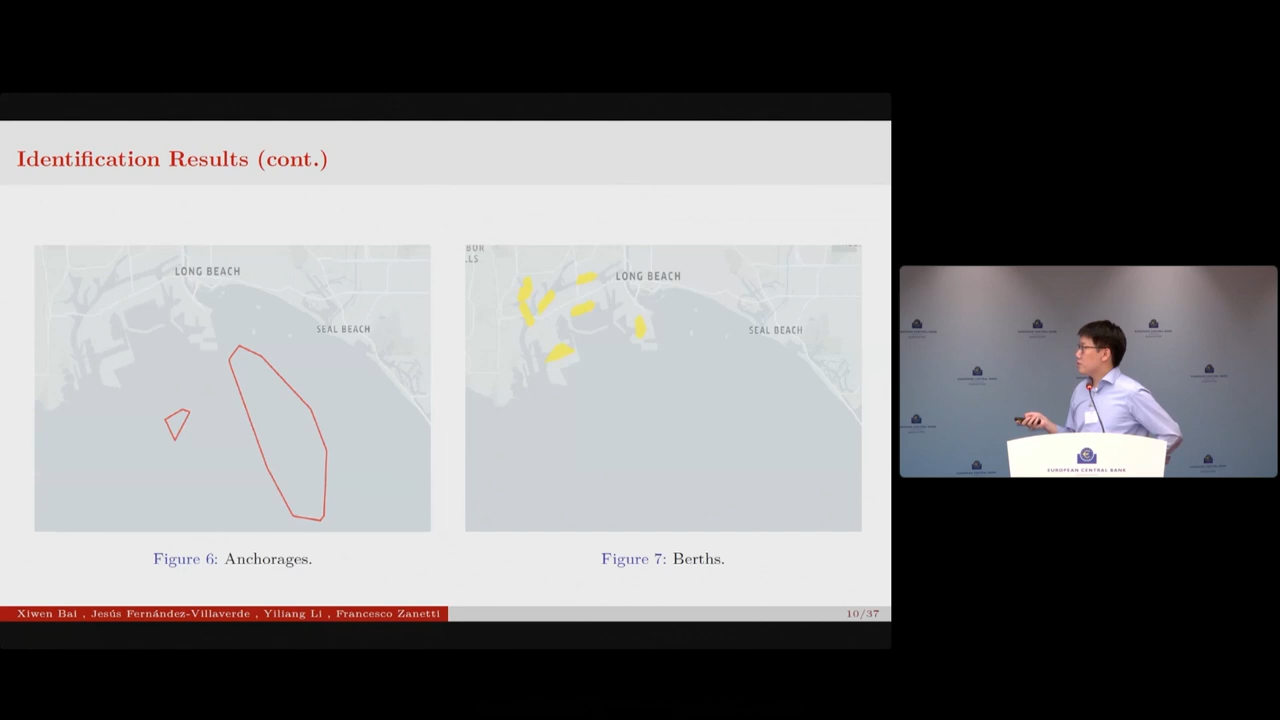 Identification Results (cont.)
LONG BEACH
SEAL BEACH
BOR
LLS
LONG BEACH
SEAL BEACH
Figure 6: Anchorages.
Figure 7: Berths.
Xiwen Bai , Jesús Fernández-Villaverde , Yiliang Li , Francesco Zanetti
10/37
EUROPEAN CENTRAL BANK